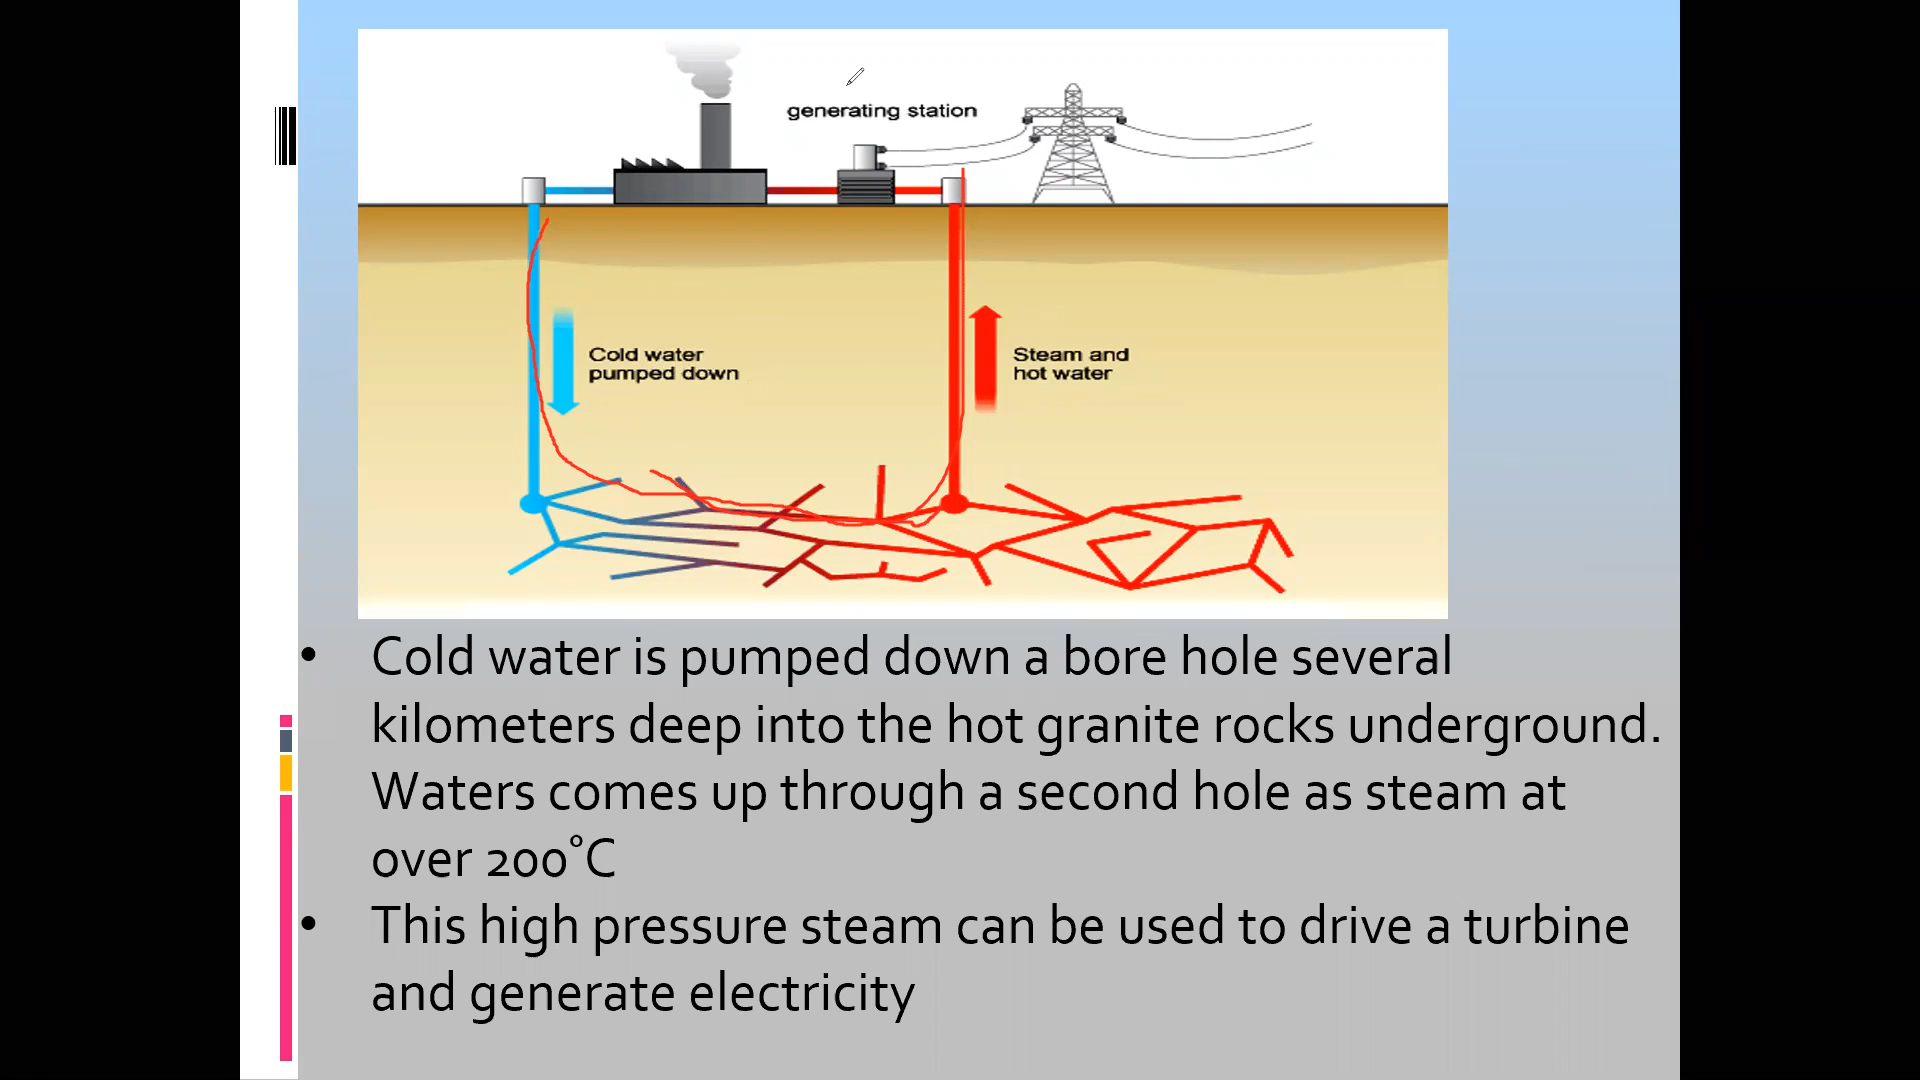 generating station
Cold water
pumped down
Steam and
hot water
• Cold water is pumped down a bore hole several
kilometers deep into the hot granite rocks underground.
Waters comes up through a second hole as steam at
over 200°C
• This high pressure steam can be used to drive a turbine
and generate electricity